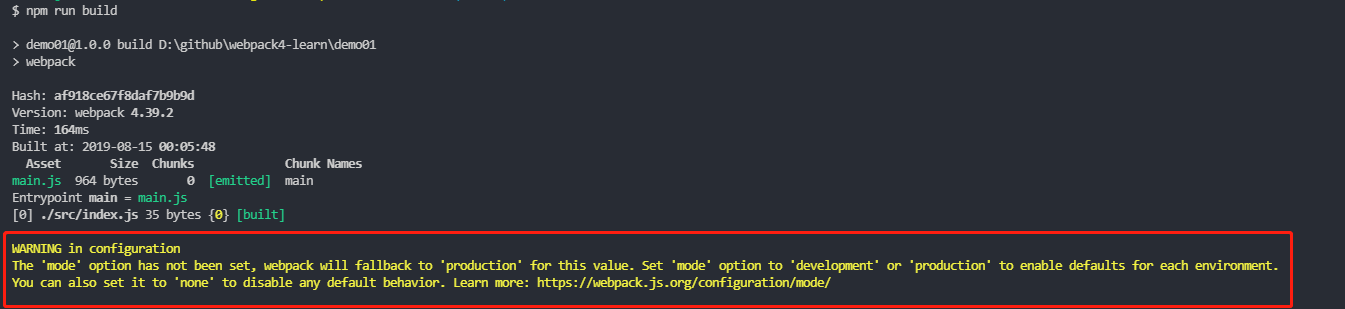 $ npm run build
> demo01@1.0.0 build D:\github\webpack4-learn\demo01
> webpack
Hash: af918ce67f8daf7b9b9d
Version: webpack 4.39.2
Time: 164ms
Built at: 2019-08-15 00:05:48
Asset Size Chunks Chunk Names
main.js 964 bytes 0 [emitted] main
Entrypoint main = main.js
[0] ./src/index.js 35 bytes {0} [built]
WARNING in configuration
The 'mode' option has not been set, webpack will fallback to 'production' for this value. Set 'mode' option to 'development' or 'production' to enable defaults for each environment.
You can also set it to 'none' to disable any default behavior. Learn more: https://webpack.js.org/configuration/mode/